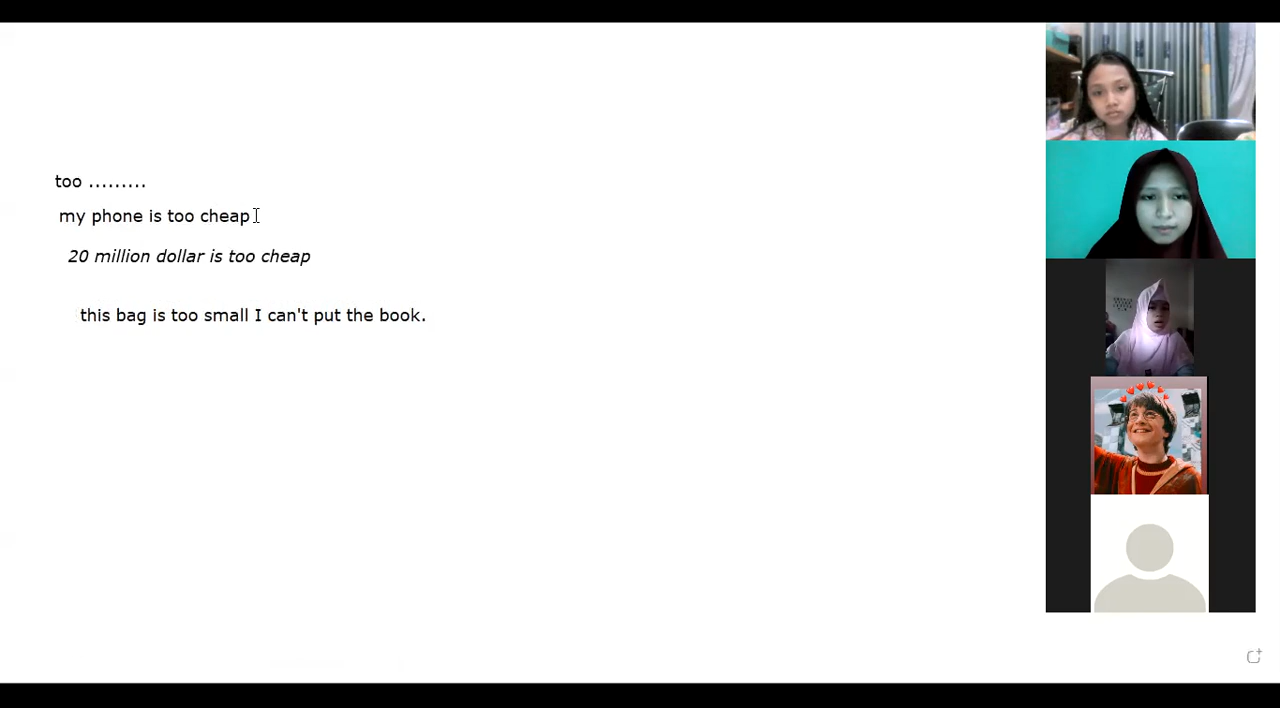 too .........
my phone is too cheap
20 million dollar is too cheap
this bag is too small I can't put the book.